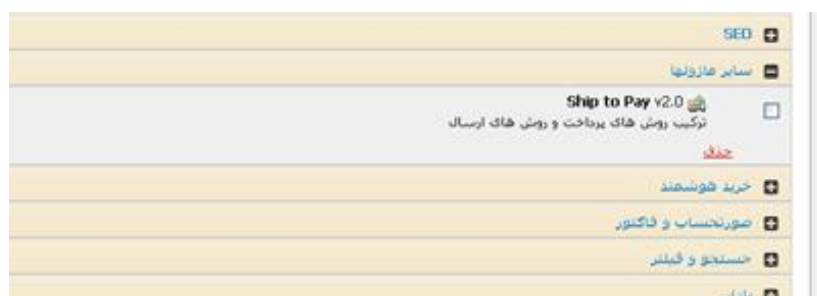 SEO
سایر ماژولها
Ship to Pay v2.0
ترکیب روش های پرداخت و روش های ارسال
حذف
خرید هوشمند
صورتحساب و فاکتور
جستجو و فیلتر